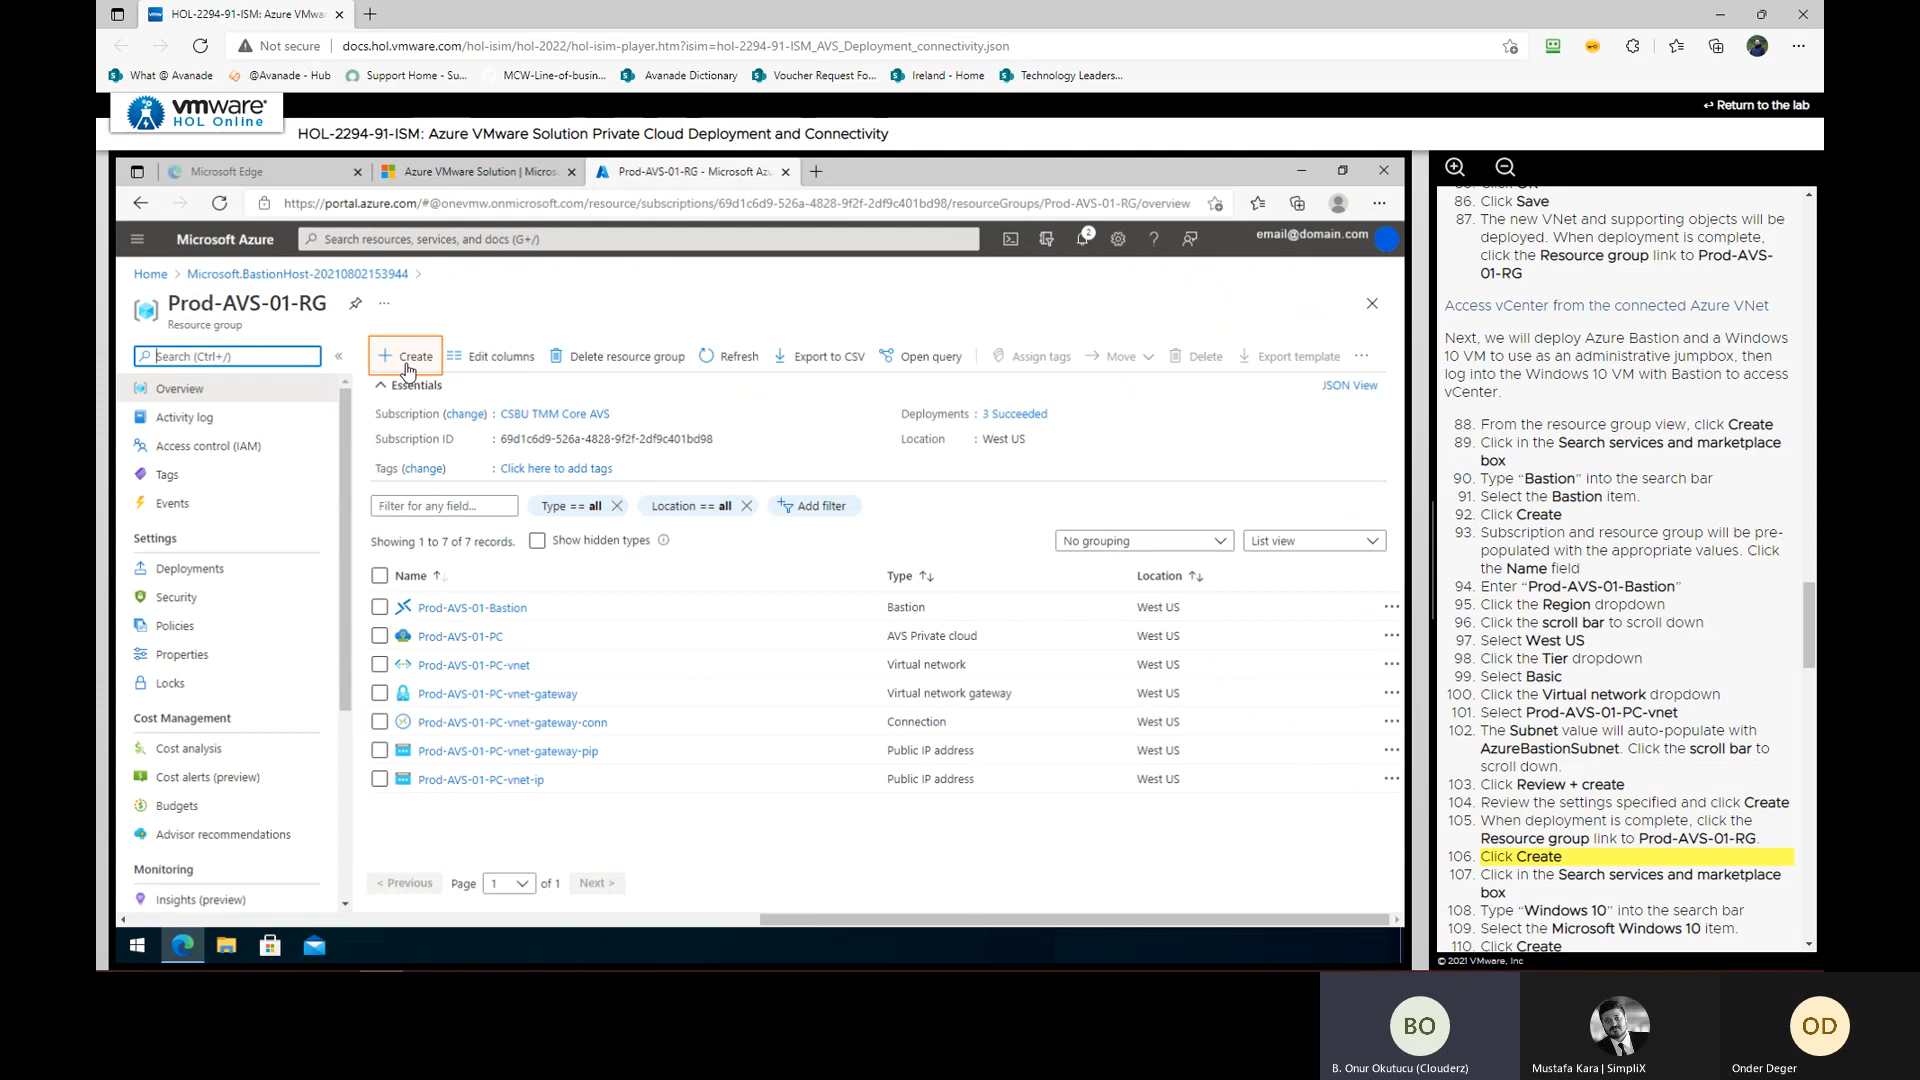 HOL-2294-91-ISM: Azure VMwa
Not secure
docs.hol.vmware.com/hol-isim/hol-2022/hol-isim-player.htm?isim=hol-2294-91-ISM_AVS_Deployment_connectivity.json
What @ Avanade
@Avanade - Hub
Support Home - Su...
MCW-Line-of-busin...
Avanade Dictionary
Voucher Request Fo...
Ireland - Home
Technology Leaders...
vmware
HOL Online
Return to the lab
HOL-2294-91-ISM: Azure VMware Solution Private Cloud Deployment and Connectivity
Microsoft Edge
Azure VMware Solution | Micros
Prod-AVS-01-RG - Microsoft Azu
https://portal.azure.com/#@onevmw.onmicrosoft.com/resource/subscriptions/69d1c6d9-526a-4828-9f2f-2df9c401bd98/resourceGroups/Prod-AVS-01-RG/overview
Microsoft Azure
Search resources, services, and docs (G+/)
2
email@domain.com
Home > Microsoft.BastionHost-20210802153944 >
Prod-AVS-01-RG
Resource group
Search (Ctrl+/)
Overview
Activity log
Access control (IAM)
Tags
Events
Settings
Deployments
Security
Policies
Properties
Locks
Cost Management
Cost analysis
Cost alerts (preview)
Budgets
Advisor recommendations
Monitoring
Insights (preview)
Create
Edit columns
Delete resource group
Refresh
Export to CSV
Open query
Assign tags
Move
Delete
Export template
Essentials
JSON View
Subscription (change) : CSBU TMM Core AVS
Deployments : 3 Succeeded
Subscription ID : 69d1c6d9-526a-4828-9f2f-2df9c401bd98
Location : West US
Tags (change) : Click here to add tags
Filter for any field...
Type == all
Location == all
Add filter
Showing 1 to 7 of 7 records.
Show hidden types
No grouping
List view
Name Type Location
Prod-AVS-01-Bastion Bastion West US
Prod-AVS-01-PC AVS Private cloud West US
Prod-AVS-01-PC-vnet Virtual network West US
Prod-AVS-01-PC-vnet-gateway Virtual network gateway West US
Prod-AVS-01-PC-vnet-gateway-conn Connection West US
Prod-AVS-01-PC-vnet-gateway-pip Public IP address West US
Prod-AVS-01-PC-vnet-ip Public IP address West US
< Previous Page 1 of 1 Next >
86. Click Save
87. The new VNet and supporting objects will be
deployed. When deployment is complete,
click the Resource group link to Prod-AVS-
01-RG
Access vCenter from the connected Azure VNet
Next, we will deploy Azure Bastion and a Windows
10 VM to use as an administrative jumpbox, then
log into the Windows 10 VM with Bastion to access
vCenter.
88. From the resource group view, click Create
89. Click in the Search services and marketplace
box
90. Type “Bastion” into the search bar
91. Select the Bastion item.
92. Click Create
93. Subscription and resource group will be pre-
populated with the appropriate values. Click
the Name field
94. Enter “Prod-AVS-01-Bastion”
95. Click the Region dropdown
96. Click the scroll bar to scroll down
97. Select West US
98. Click the Tier dropdown
99. Select Basic
100. Click the Virtual network dropdown
101. Select Prod-AVS-01-PC-vnet
102. The Subnet value will auto-populate with
AzureBastionSubnet. Click the scroll bar to
scroll down.
103. Click Review + create
104. Review the settings specified and click Create
105. When deployment is complete, click the
Resource group link to Prod-AVS-01-RG.
106. Click Create
107. Click in the Search services and marketplace
box
108. Type “Windows 10” into the search bar
109. Select the Microsoft Windows 10 item.
110. Click Create
© 2021 VMware, Inc
BO
OD
B. Onur Okutucu (Clouderz)
Mustafa Kara | SimpliX
Onder Deger